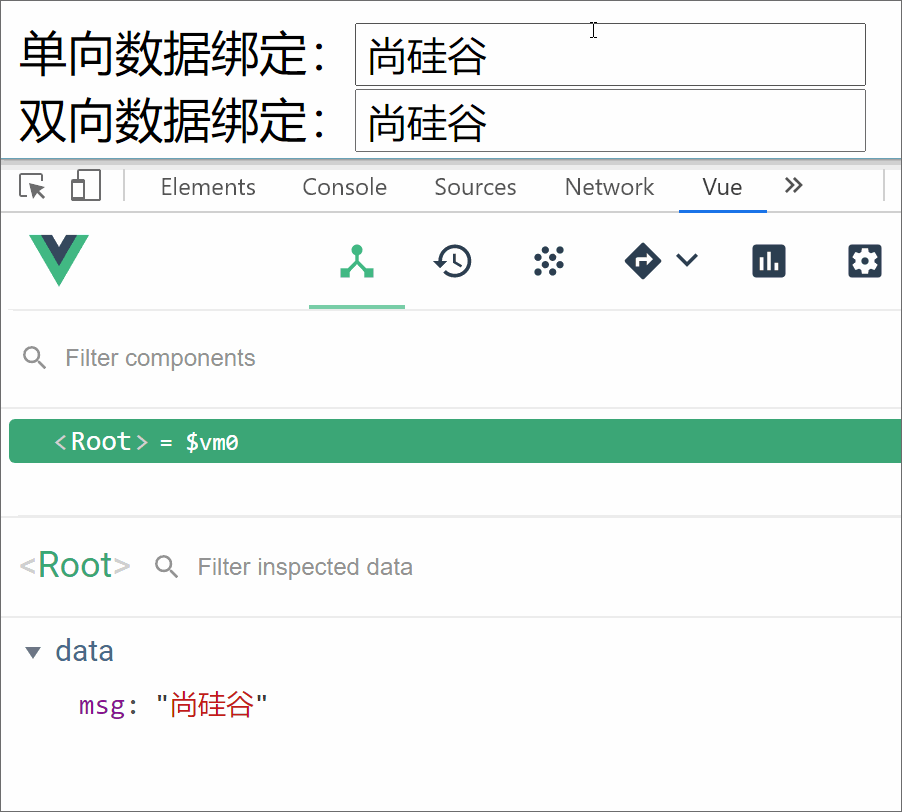 单向数据绑定：尚硅谷
双向数据绑定：尚硅谷
Elements Console Sources Network Vue
Filter components
<Root> = $vm0
<Root> Filter inspected data
data
msg: "尚硅谷"